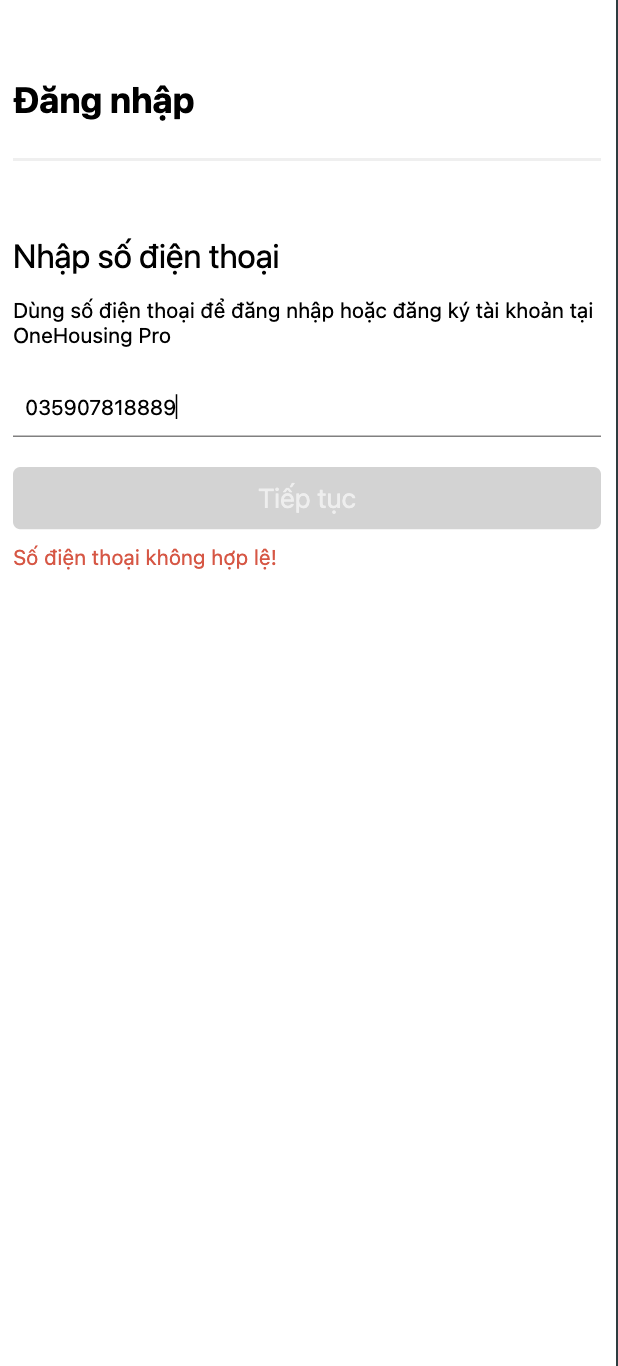 Đăng nhập
Nhập số điện thoại
Dùng số điện thoại để đăng nhập hoặc đăng ký tài khoản tại
OneHousing Pro
035907818889
Tiếp tục
Số điện thoại không hợp lệ!